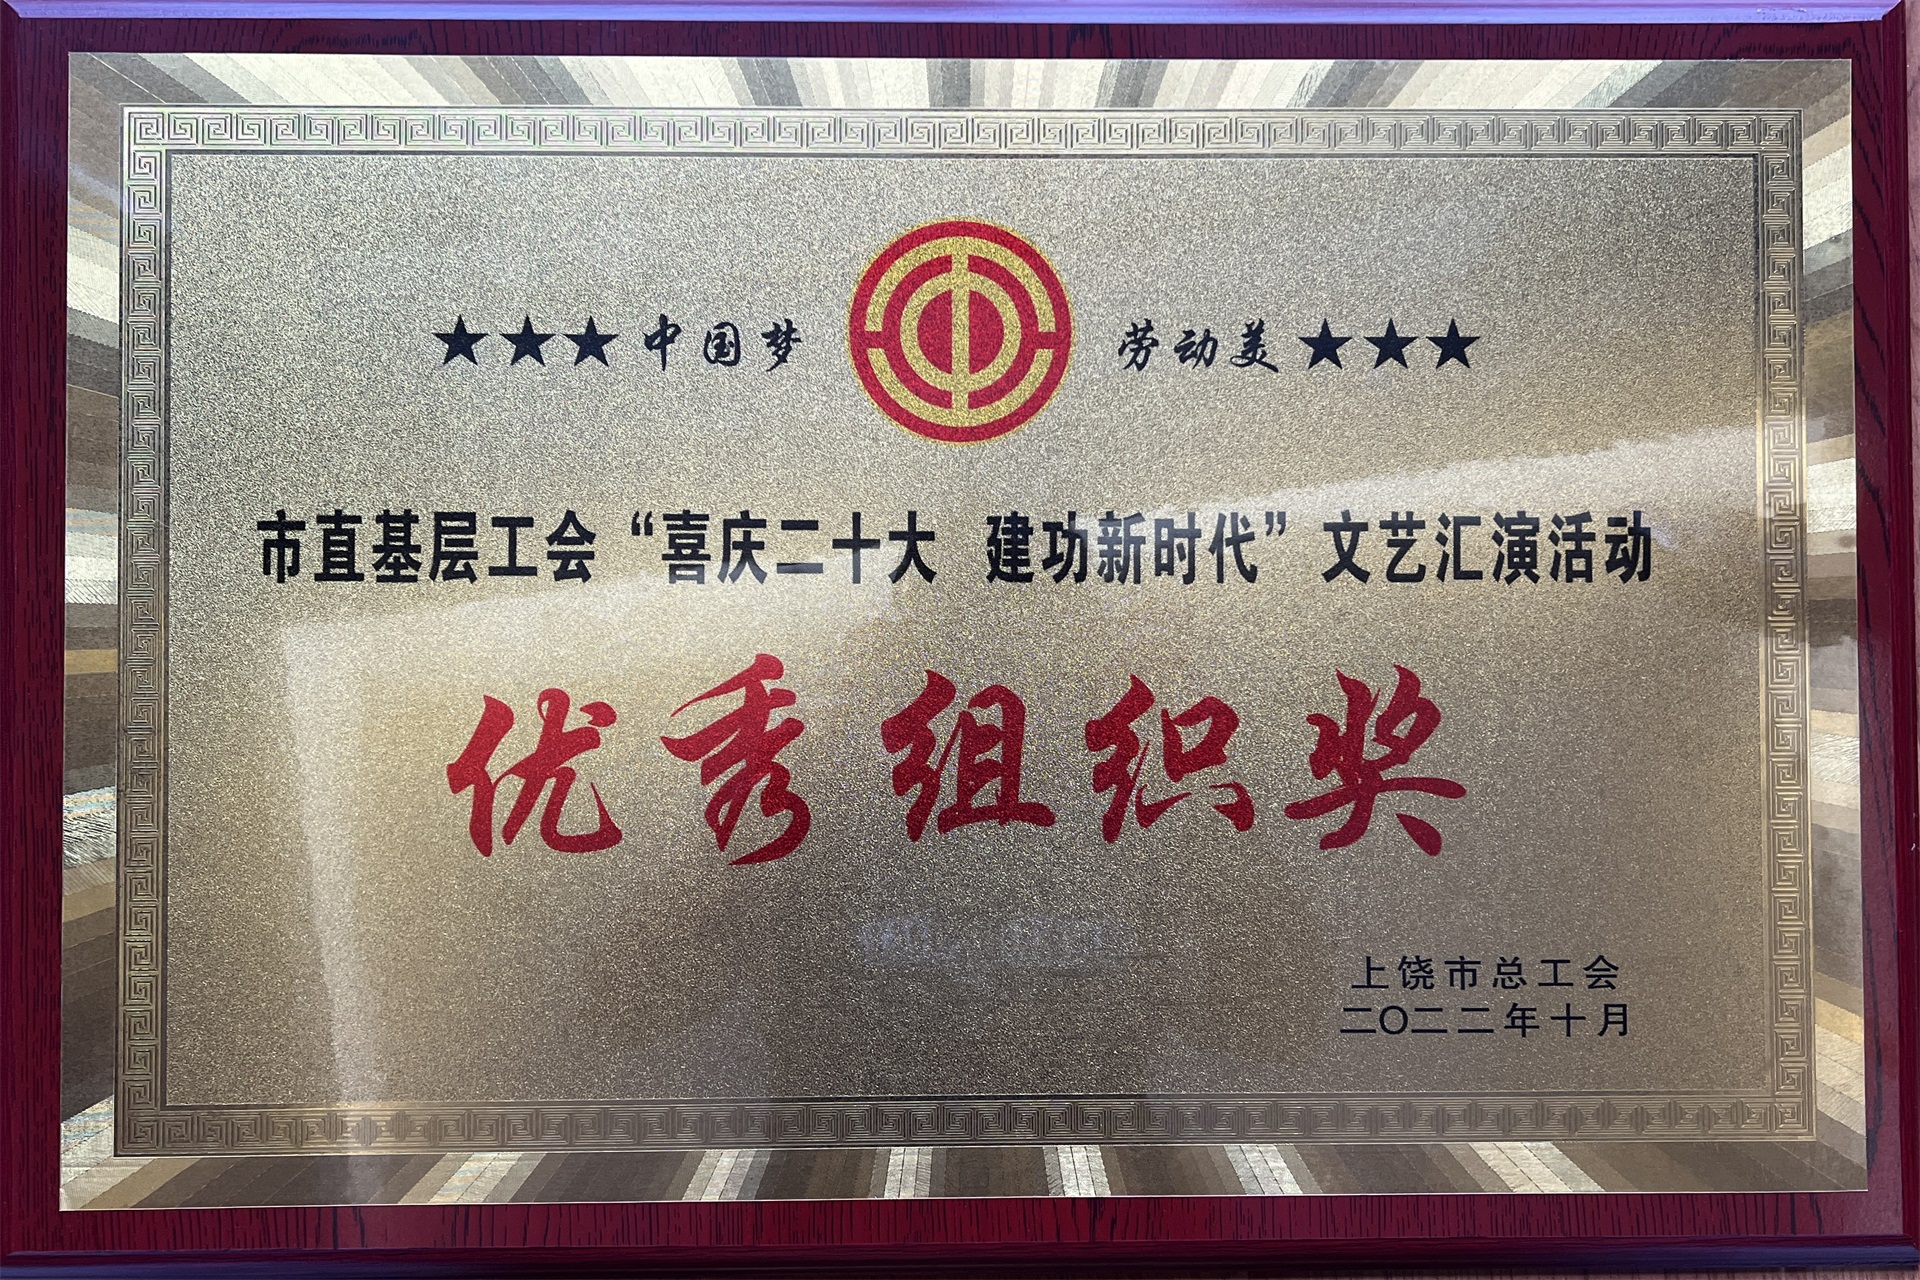 ★★★中国梦 劳动美★★★
市直基层工会“喜庆二十大 建功新时代”文艺汇演活动
优秀组织奖
上饶市总工会
二〇二二年十月